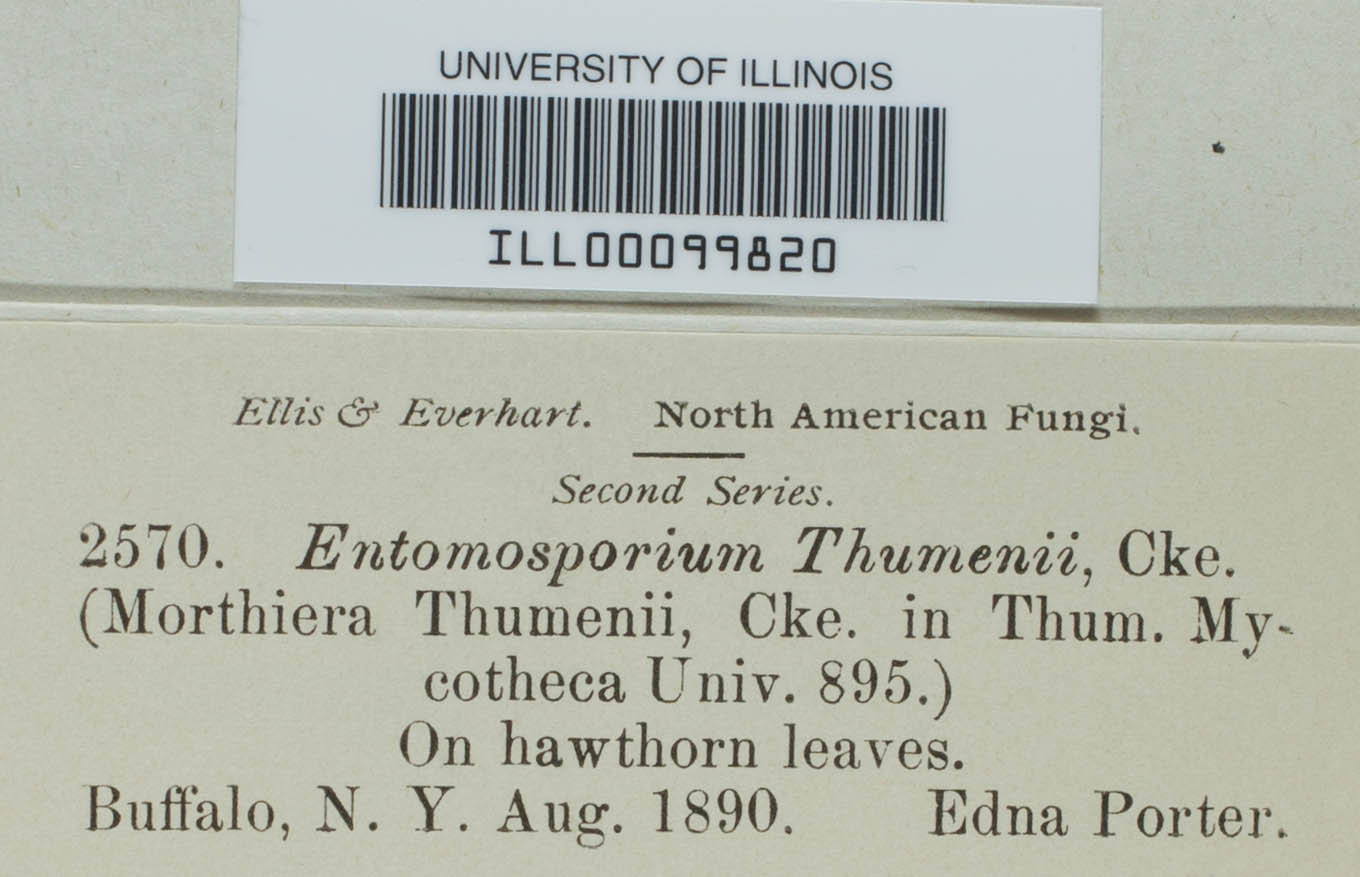 UNIVERSITY OF ILLINOIS
ILL00099820
Ellis & Everhart. North American Fungi.
Second Series.
2570. Entomosporium Thumenii, Cke.
(Morthiera Thumenii, Cke. in Thum. My-
cotheca Univ. 895.)
On hawthorn leaves.
Buffalo, N. Y. Aug. 1890. Edna Porter.